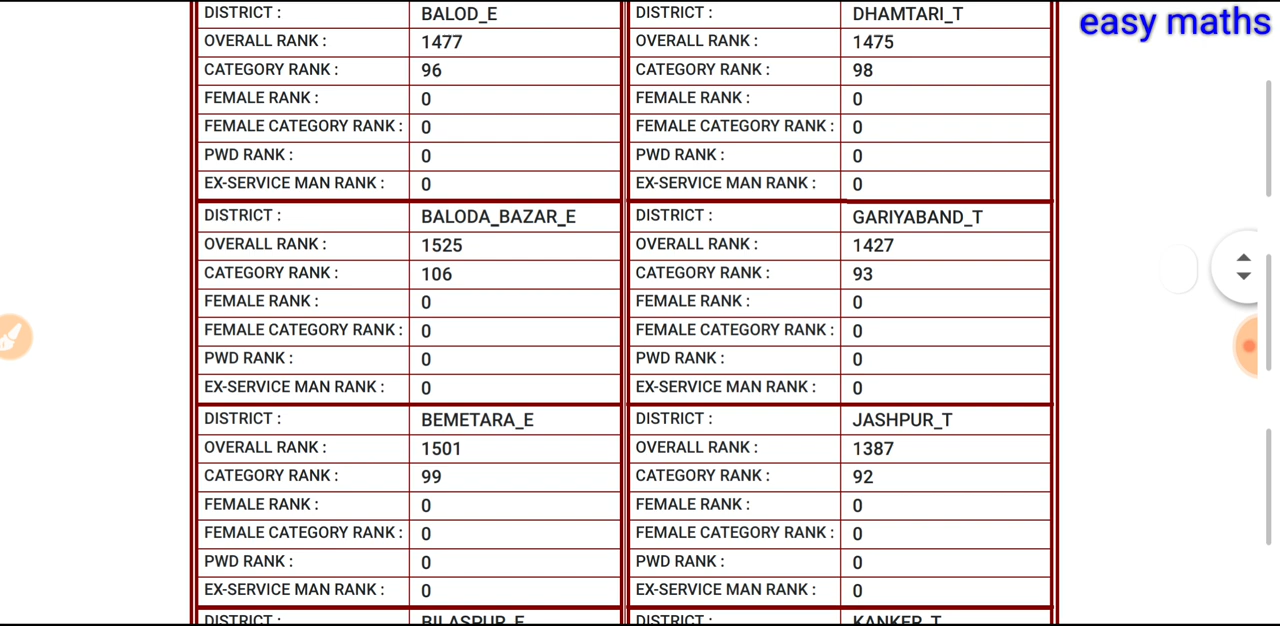 easy maths
DISTRICT : BALOD_E DISTRICT : DHAMTARI_T
OVERALL RANK : 1477 OVERALL RANK : 1475
CATEGORY RANK : 96 CATEGORY RANK : 98
FEMALE RANK : 0 FEMALE RANK : 0
FEMALE CATEGORY RANK : 0 FEMALE CATEGORY RANK : 0
PWD RANK : 0 PWD RANK : 0
EX-SERVICE MAN RANK : 0 EX-SERVICE MAN RANK : 0
DISTRICT : BALODA_BAZAR_E DISTRICT : GARIYABAND_T
OVERALL RANK : 1525 OVERALL RANK : 1427
CATEGORY RANK : 106 CATEGORY RANK : 93
FEMALE RANK : 0 FEMALE RANK : 0
FEMALE CATEGORY RANK : 0 FEMALE CATEGORY RANK : 0
PWD RANK : 0 PWD RANK : 0
EX-SERVICE MAN RANK : 0 EX-SERVICE MAN RANK : 0
DISTRICT : BEMETARA_E DISTRICT : JASHPUR_T
OVERALL RANK : 1501 OVERALL RANK : 1387
CATEGORY RANK : 99 CATEGORY RANK : 92
FEMALE RANK : 0 FEMALE RANK : 0
FEMALE CATEGORY RANK : 0 FEMALE CATEGORY RANK : 0
PWD RANK : 0 PWD RANK : 0
EX-SERVICE MAN RANK : 0 EX-SERVICE MAN RANK : 0
DISTRICT : BILASPUR_E DISTRICT : KANKER_T